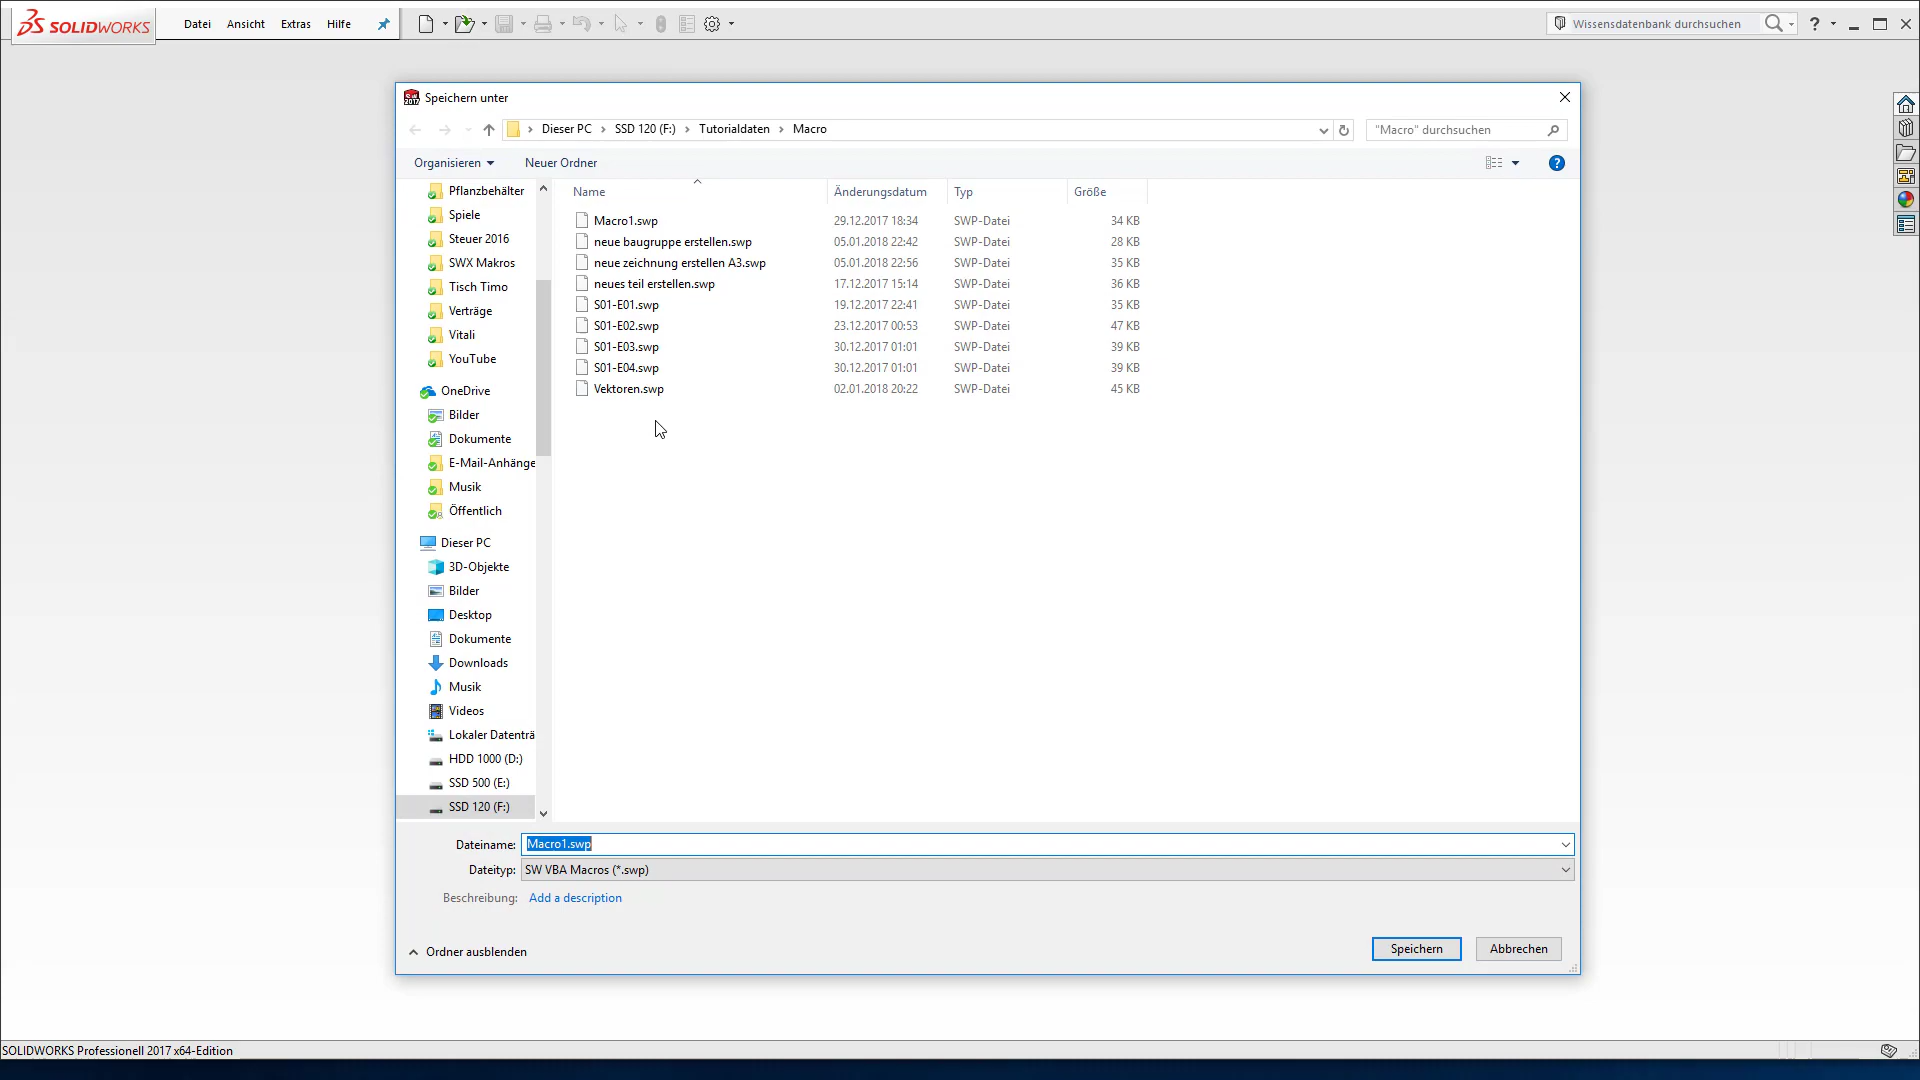 SOLIDWORKS
Datei Ansicht Extras Hilfe
Wissensdatenbank durchsuchen
?
Speichern unter
Dieser PC > SSD 120 (F:) > Tutorialdaten > Macro
"Macro" durchsuchen
Organisieren Neuer Ordner
Name Änderungsdatum Typ Größe
Macro1.swp 29.12.2017 18:34 SWP-Datei 34 KB
neue baugruppe erstellen.swp 05.01.2018 22:42 SWP-Datei 28 KB
neue zeichnung erstellen A3.swp 05.01.2018 22:56 SWP-Datei 35 KB
neues teil erstellen.swp 17.12.2017 15:14 SWP-Datei 36 KB
S01-E01.swp 19.12.2017 22:41 SWP-Datei 35 KB
S01-E02.swp 23.12.2017 00:53 SWP-Datei 47 KB
S01-E03.swp 30.12.2017 01:01 SWP-Datei 39 KB
S01-E04.swp 30.12.2017 01:01 SWP-Datei 39 KB
Vektoren.swp 02.01.2018 20:22 SWP-Datei 45 KB
Pflanzbehälter
Spiele
Steuer 2016
SWX Makros
Tisch Timo
Verträge
Vitali
YouTube
OneDrive
Bilder
Dokumente
E-Mail-Anhänge
Musik
Öffentlich
Dieser PC
3D-Objekte
Bilder
Desktop
Dokumente
Downloads
Musik
Videos
Lokaler Datenträ
HDD 1000 (D:)
SSD 500 (E:)
SSD 120 (F:)
Dateiname: Macro1.swp
Dateityp: SW VBA Macros (*.swp)
Beschreibung: Add a description
Ordner ausblenden
Speichern Abbrechen
SOLIDWORKS Professionell 2017 x64-Edition